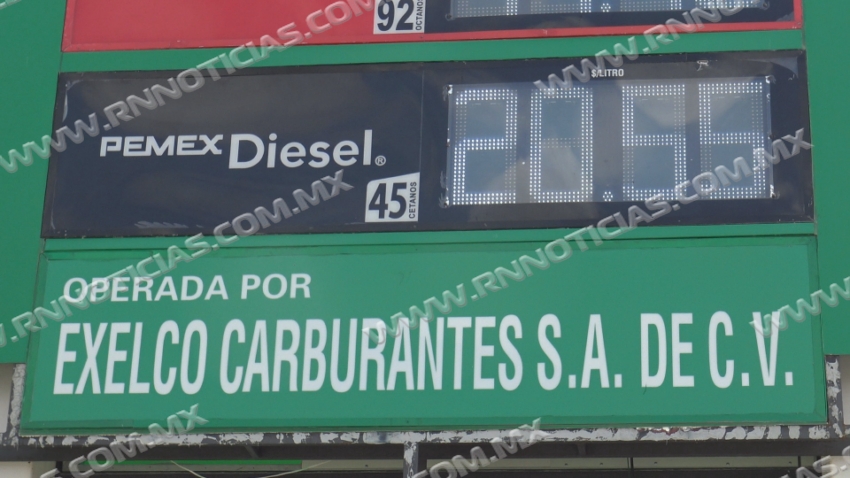 92 OCTANOS
$/LITRO
PEMEX Diesel®
20.55
45 CETANOS
OPERADA POR
EXELCO CARBURANTES S.A. DE C.V.
WWW.RNNOTICIAS.COM.MX